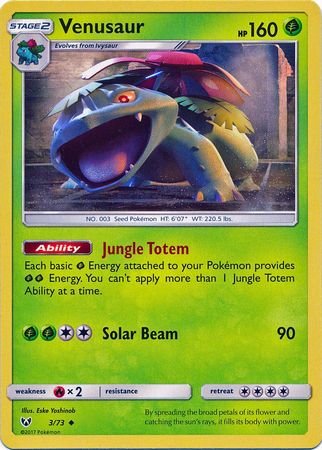 STAGE 2 Venusaur HP 160
Evolves from Ivysaur
NO. 003 Seed Pokémon HT: 6'07" WT: 220.5 lbs.
Ability Jungle Totem
Each basic Energy attached to your Pokémon provides
Energy. You can't apply more than 1 Jungle Totem
Ability at a time.
Solar Beam 90
weakness × 2 resistance retreat
Illus. Eske Yoshinob
3/73
©2017 Pokémon
By spreading the broad petals of its flower and
catching the sun's rays, it fills its body with power.